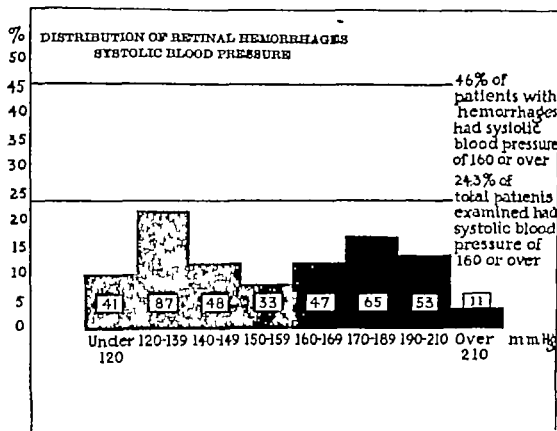 %
DISTRIBUTION OF RETINAL HEMORRHAGES
SYSTOLIC BLOOD PRESSURE
50
45
40
35
30
25
20
15
10
5
0
46% of
patients with
hemorrhages
had systolic
blood pressure
of 160 or over
24.3% of
total patients
examined had
systolic blood
pressure of
160 or over
41 87 48 33 47 65 53 11
Under 120-139 140-149 150-159 160-169 170-189 190-210 Over mm Hg
120 210